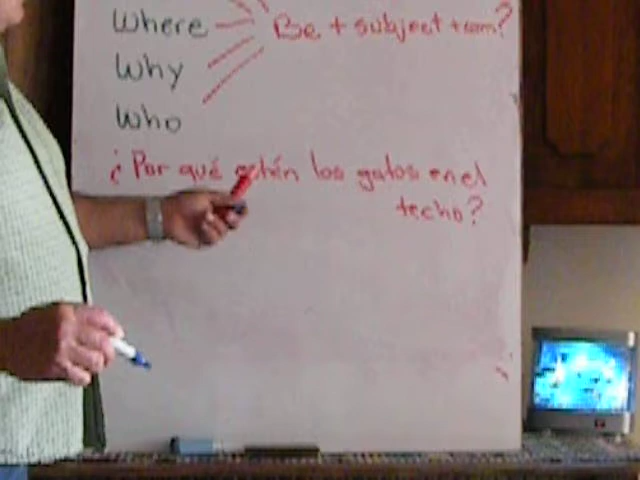 Where Be + subject + com?
Why
Who
¿Por qué están los gatos en el
techo?